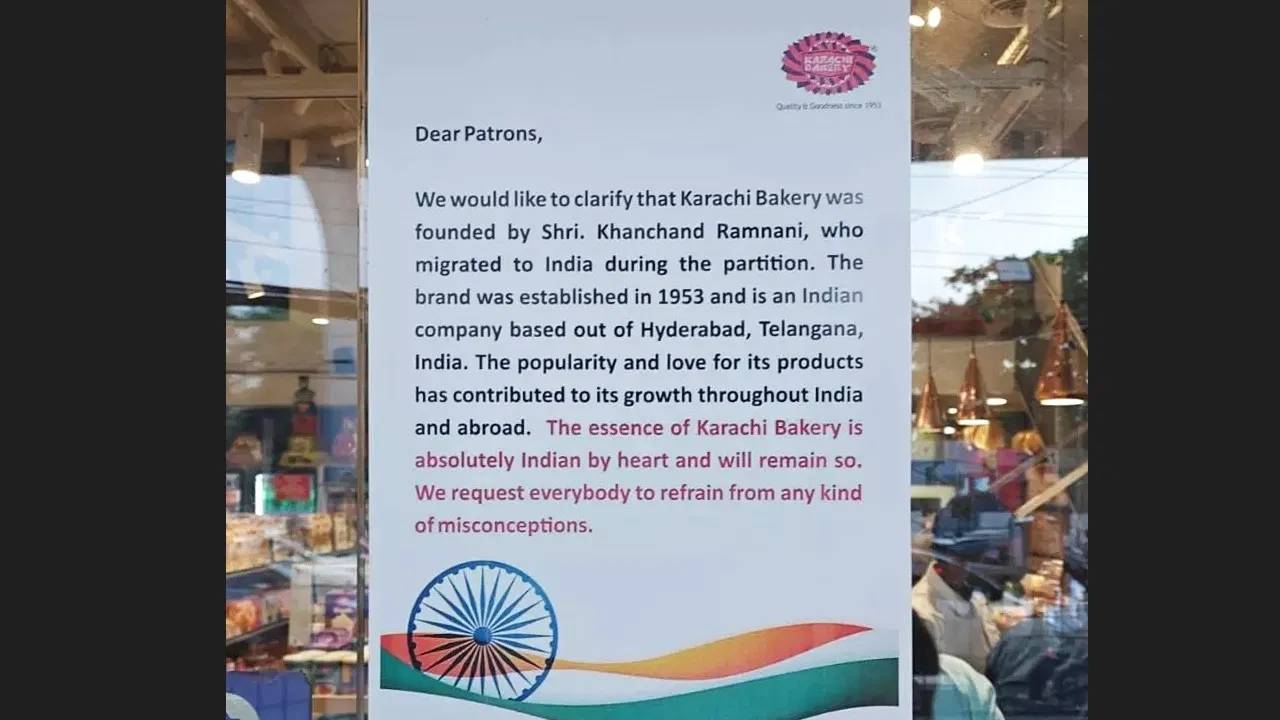 KARACHI
BAKERY
®
Quality & Goodness since 1953
Dear Patrons,
We would like to clarify that Karachi Bakery was
founded by Shri. Khanchand Ramnani, who
migrated to India during the partition. The
brand was established in 1953 and is an Indian
company based out of Hyderabad, Telangana,
India. The popularity and love for its products
has contributed to its growth throughout India
and abroad. The essence of Karachi Bakery is
absolutely Indian by heart and will remain so.
We request everybody to refrain from any kind
of misconceptions.